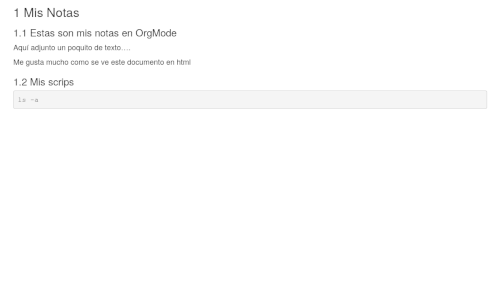 1 Mis Notas
1.1 Estas son mis notas en OrgMode
Aquí adjunto un poquito de texto....
Me gusta mucho como se ve este documento en html
1.2 Mis scrips
ls -a